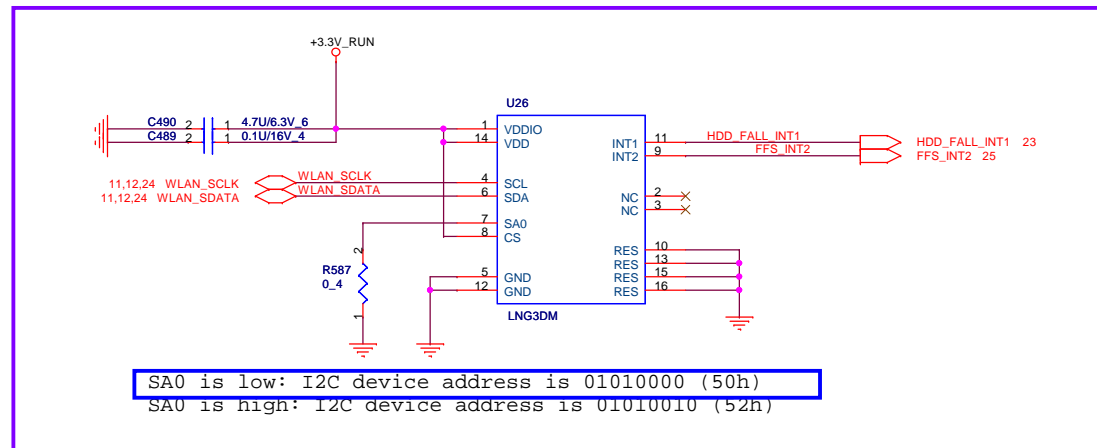 +3.3V_RUN
U26
C490 2 1 4.7U/6.3V_6
C489 2 1 0.1U/16V_4
1 VDDIO
14 VDD
INT1 11 HDD_FALL_INT1 HDD_FALL_INT1 23
INT2 9 FFS_INT2 FFS_INT2 25
11,12,24 WLAN_SCLK WLAN_SCLK 4 SCL
11,12,24 WLAN_SDATA WLAN_SDATA 6 SDA
NC 2
NC 3
7 SA0
8 CS
2
R587
0_4
1
5 GND
12 GND
RES 10
RES 13
RES 15
RES 16
LNG3DM
SA0 is low: I2C device address is 01010000 (50h)
SA0 is high: I2C device address is 01010010 (52h)